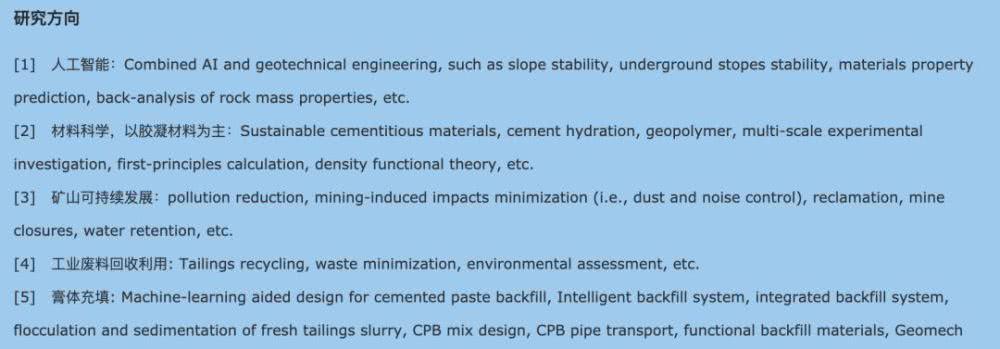 研究方向
[1] 人工智能：Combined AI and geotechnical engineering, such as slope stability, underground stopes stability, materials property
prediction, back-analysis of rock mass properties, etc.
[2] 材料科学，以胶凝材料为主：Sustainable cementitious materials, cement hydration, geopolymer, multi-scale experimental
investigation, first-principles calculation, density functional theory, etc.
[3] 矿山可持续发展：pollution reduction, mining-induced impacts minimization (i.e., dust and noise control), reclamation, mine
closures, water retention, etc.
[4] 工业废料回收利用: Tailings recycling, waste minimization, environmental assessment, etc.
[5] 膏体充填: Machine-learning aided design for cemented paste backfill, Intelligent backfill system, integrated backfill system,
flocculation and sedimentation of fresh tailings slurry, CPB mix design, CPB pipe transport, functional backfill materials, Geomech